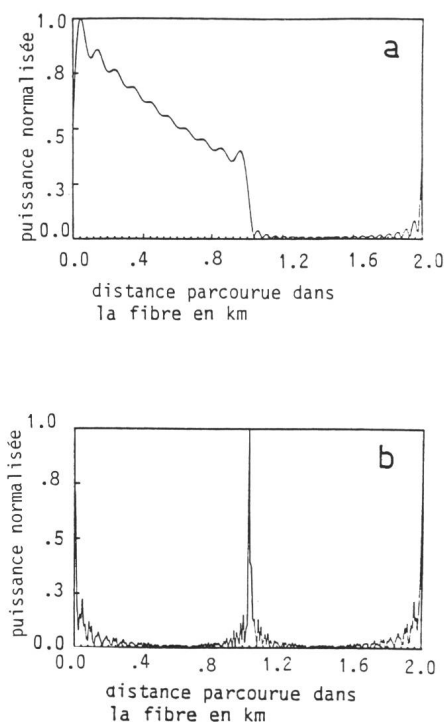 a
puissance normalisée
1.0
.8
.5
.3
0.0
0.0 .4 .8 1.2 1.6 2.0
distance parcourue dans
la fibre en km
b
puissance normalisée
1.0
.8
.5
.3
0.0
0.0 .4 .8 1.2 1.6 2.0
distance parcourue dans
la fibre en km